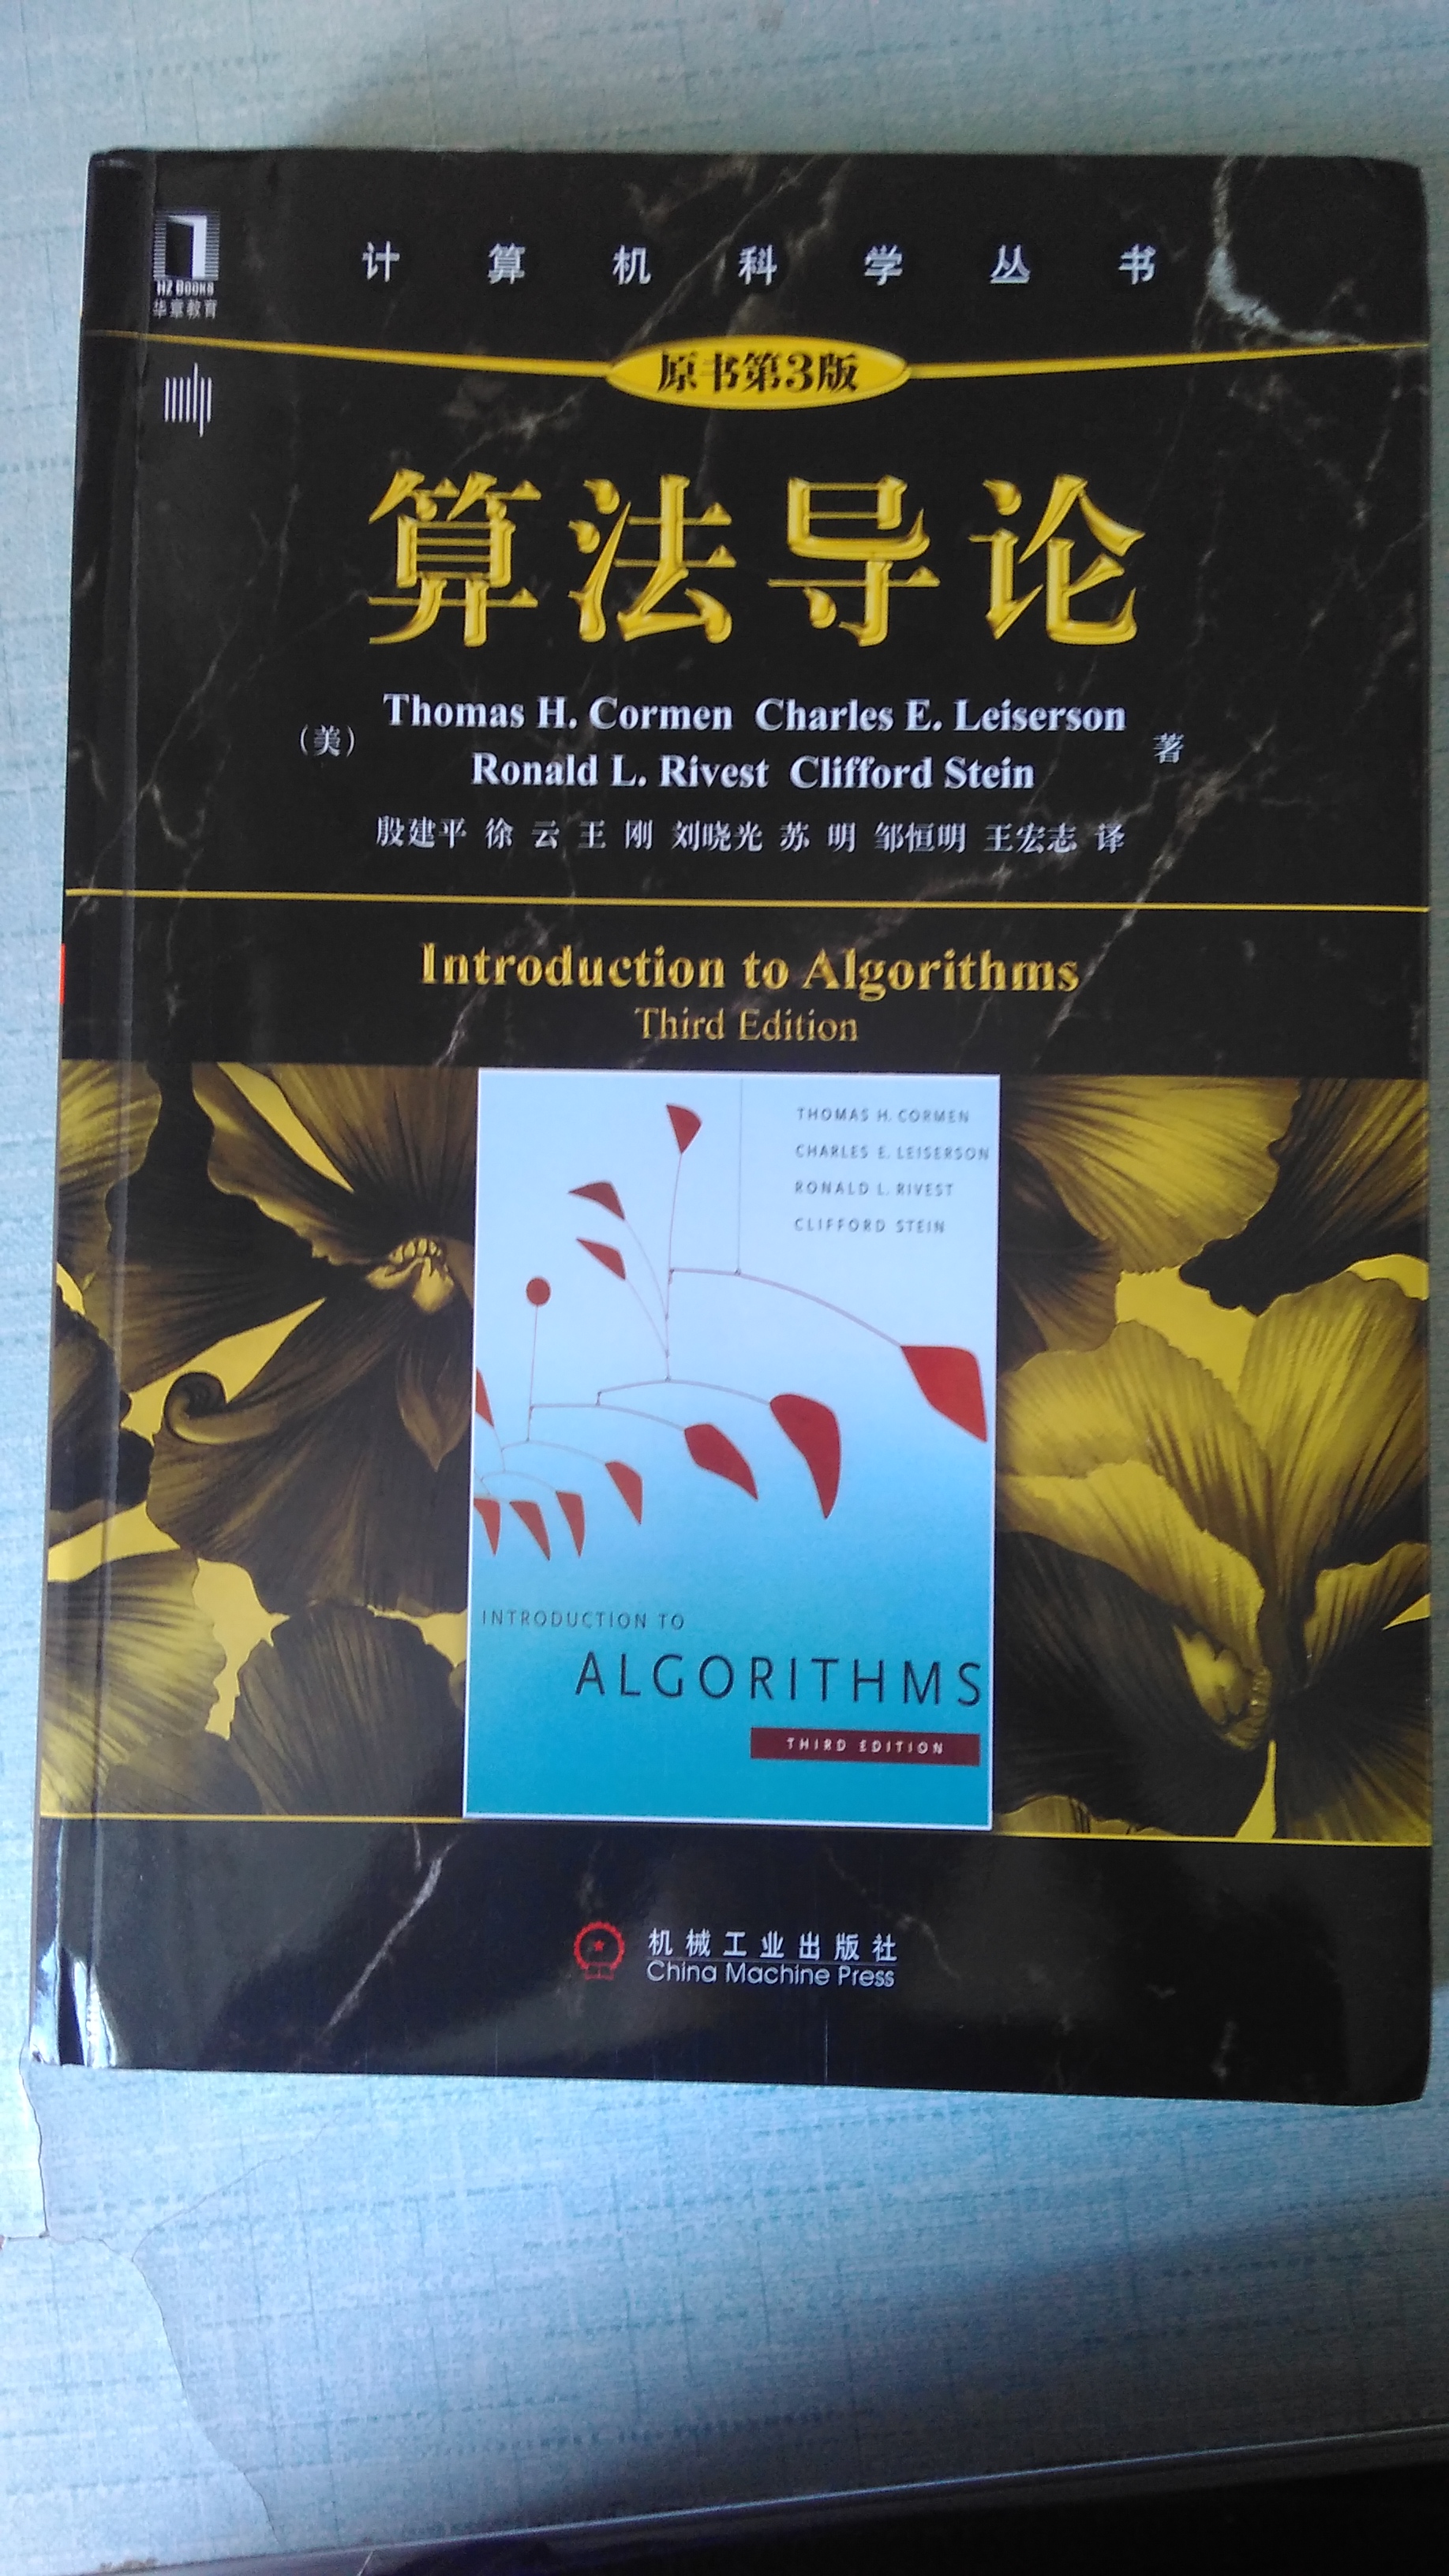 计算机科学丛书
HZ BOOKS
华章教育
原书第3版
算法导论
(美) Thomas H. Cormen Charles E. Leiserson
Ronald L. Rivest Clifford Stein 著
殷建平 徐 云 王 刚 刘晓光 苏 明 邹恒明 王宏志 译
Introduction to Algorithms
Third Edition
THOMAS H. CORMEN
CHARLES E. LEISERSON
RONALD L. RIVEST
CLIFFORD STEIN
INTRODUCTION TO
ALGORITHMS
THIRD EDITION
机械工业出版社
China Machine Press